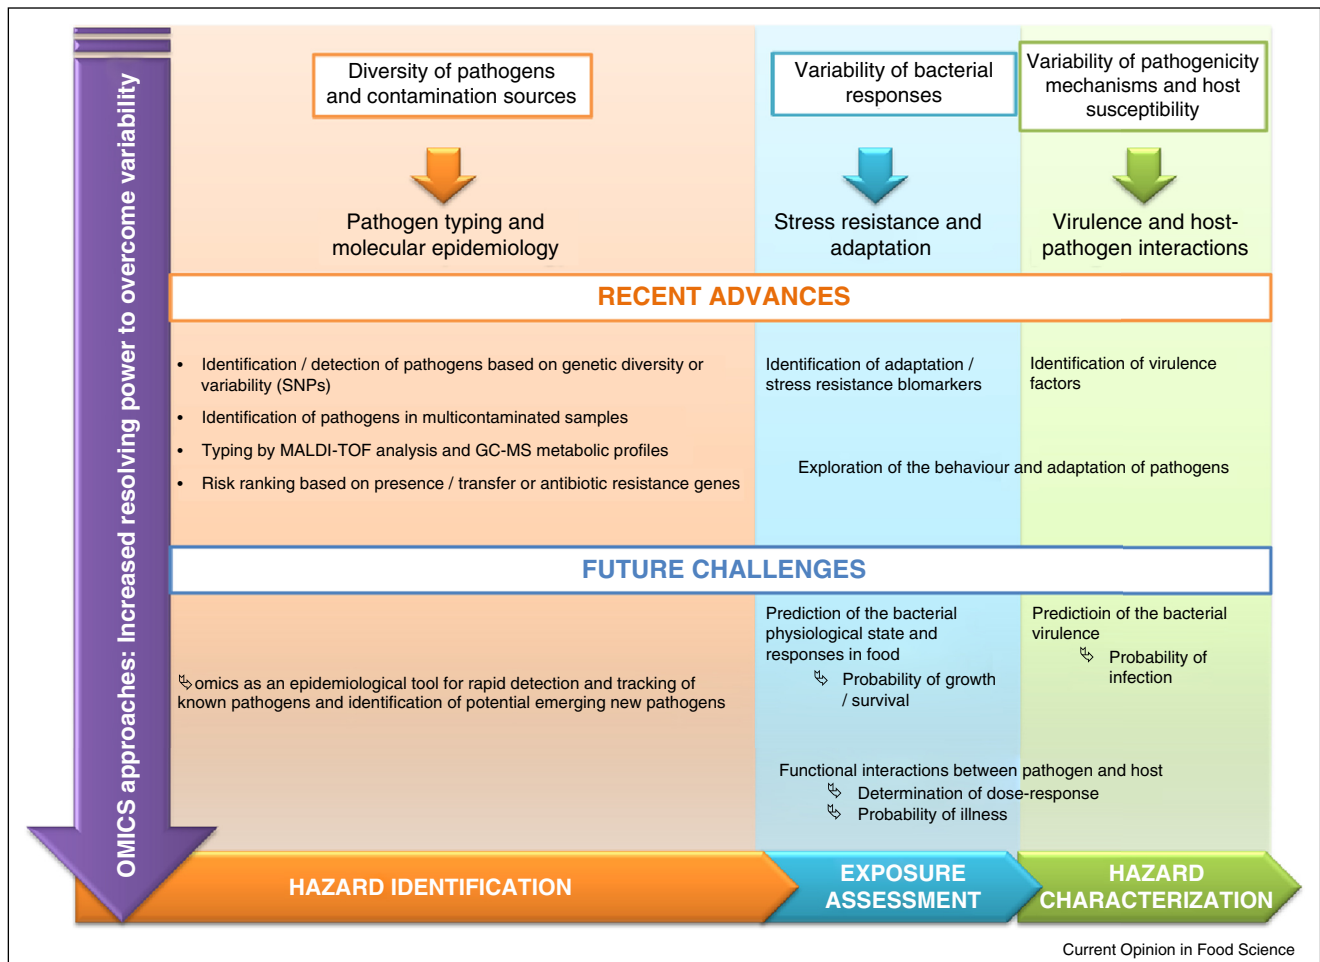 OMICS approaches: Increased resolving power to overcome variability
Diversity of pathogens
and contamination sources
Variability of bacterial
responses
Variability of pathogenicity
mechanisms and host
susceptibility
Pathogen typing and
molecular epidemiology
Stress resistance and
adaptation
Virulence and host-
pathogen interactions
RECENT ADVANCES
• Identification / detection of pathogens based on genetic diversity or
variability (SNPs)
• Identification of pathogens in multicontaminated samples
• Typing by MALDI-TOF analysis and GC-MS metabolic profiles
• Risk ranking based on presence / transfer or antibiotic resistance genes
Identification of adaptation /
stress resistance blomarkers
Identification of virulence
factors
Exploration of the behaviour and adaptation of pathogens
FUTURE CHALLENGES
omics as an epidemiological tool for rapid detection and tracking of
known pathogens and identification of potential emerging new pathogens
Prediction of the bacterial
physiological state and
responses in food
Probability of growth
/ survival
Predictioin of the bacterial
virulence
Probability of
infection
Functional interactions between pathogen and host
Determination of dose-response
Probability of illness
HAZARD IDENTIFICATION
EXPOSURE
ASSESSMENT
HAZARD
CHARACTERIZATION
Current Opinion in Food Science